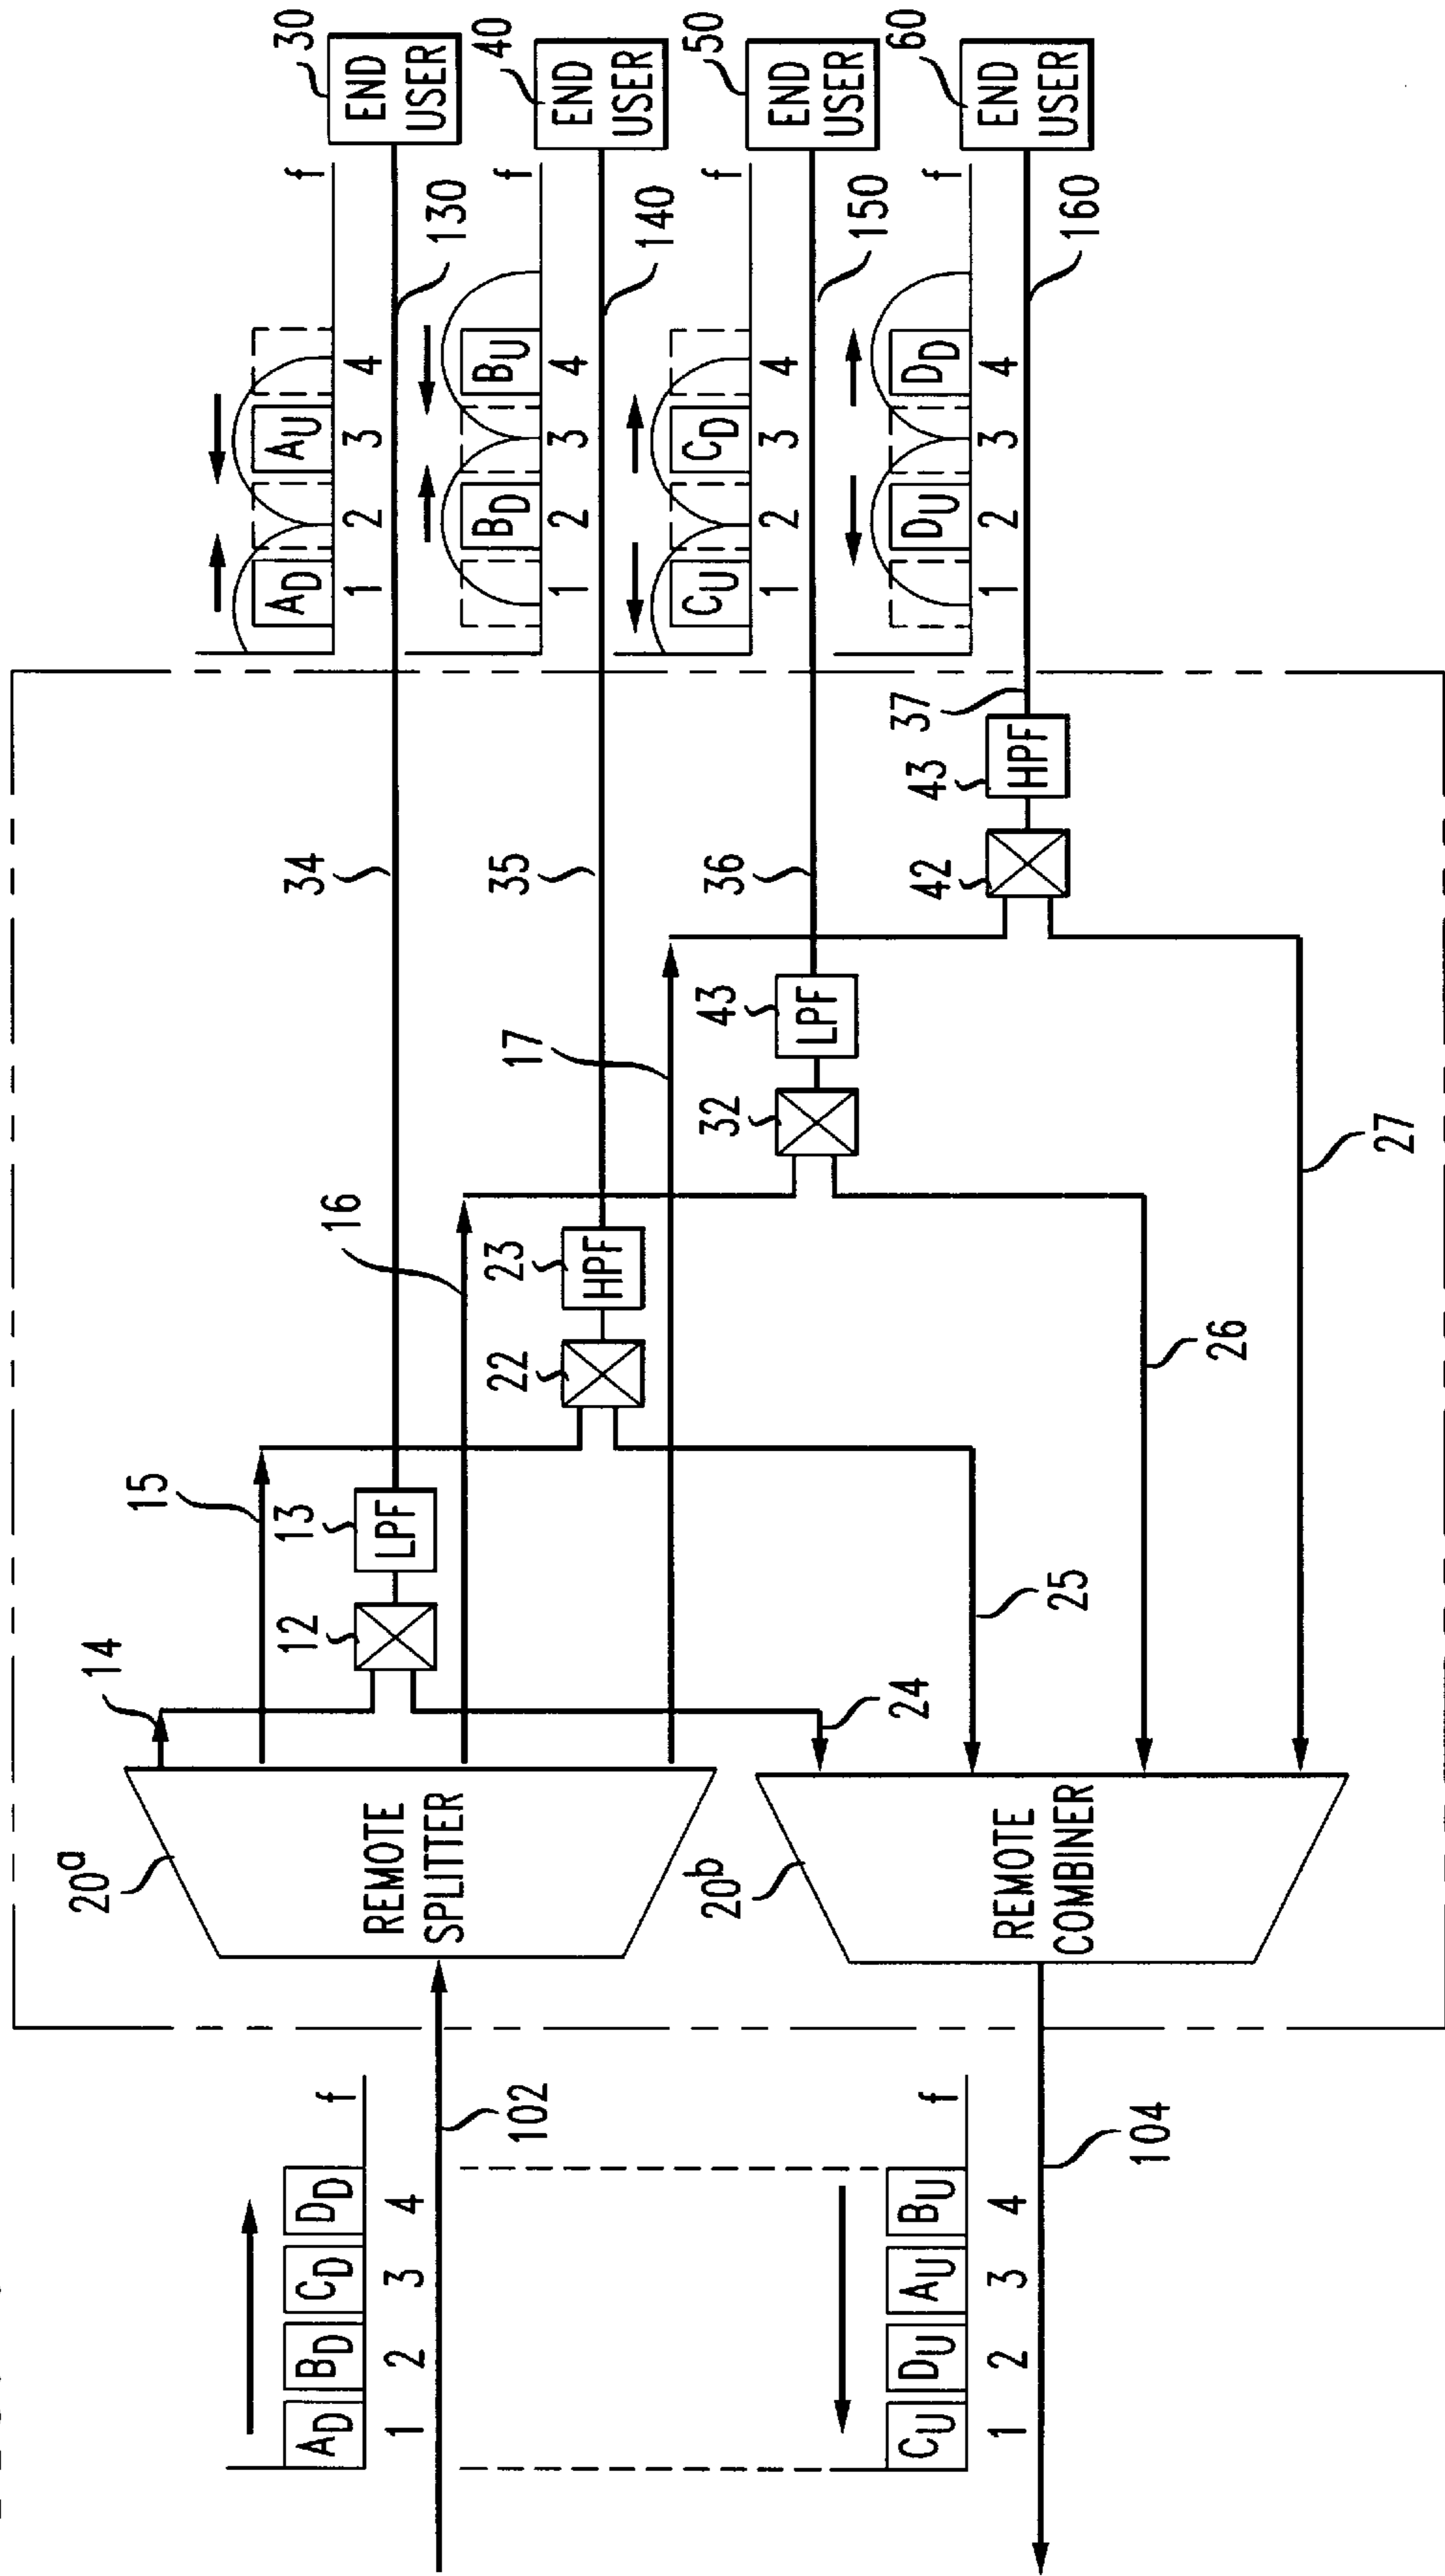 30
END
USER
f
AD
AU
1 2 3 4
130
34
40
END
USER
f
BD
BU
1 2 3 4
140
35
50
END
USER
f
CU
CD
1 2 3 4
150
36
60
END
USER
f
DU
DD
1 2 3 4
160
37
43
HPF
42
43
LPF
32
17
27
16
23
HPF
22
26
15
13
LPF
12
14
25
24
20a
REMOTE
SPLITTER
20b
REMOTE
COMBINER
AD BD CD DD
f
1 2 3 4
102
CU DU AU BU
f
1 2 3 4
104